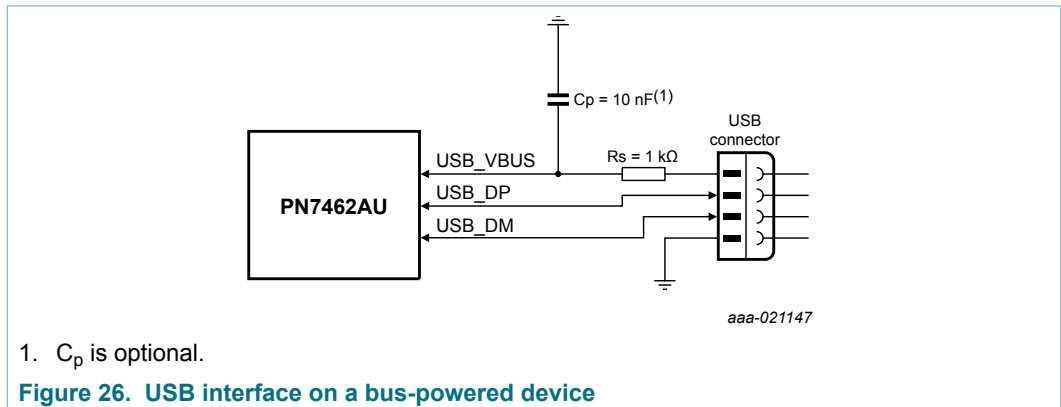 Cp = 10 nF(1)
USB
connector
USB_VBUS
Rs = 1 kΩ
USB_DP
PN7462AU
USB_DM
aaa-021147
1. Cp is optional.
Figure 26. USB interface on a bus-powered device